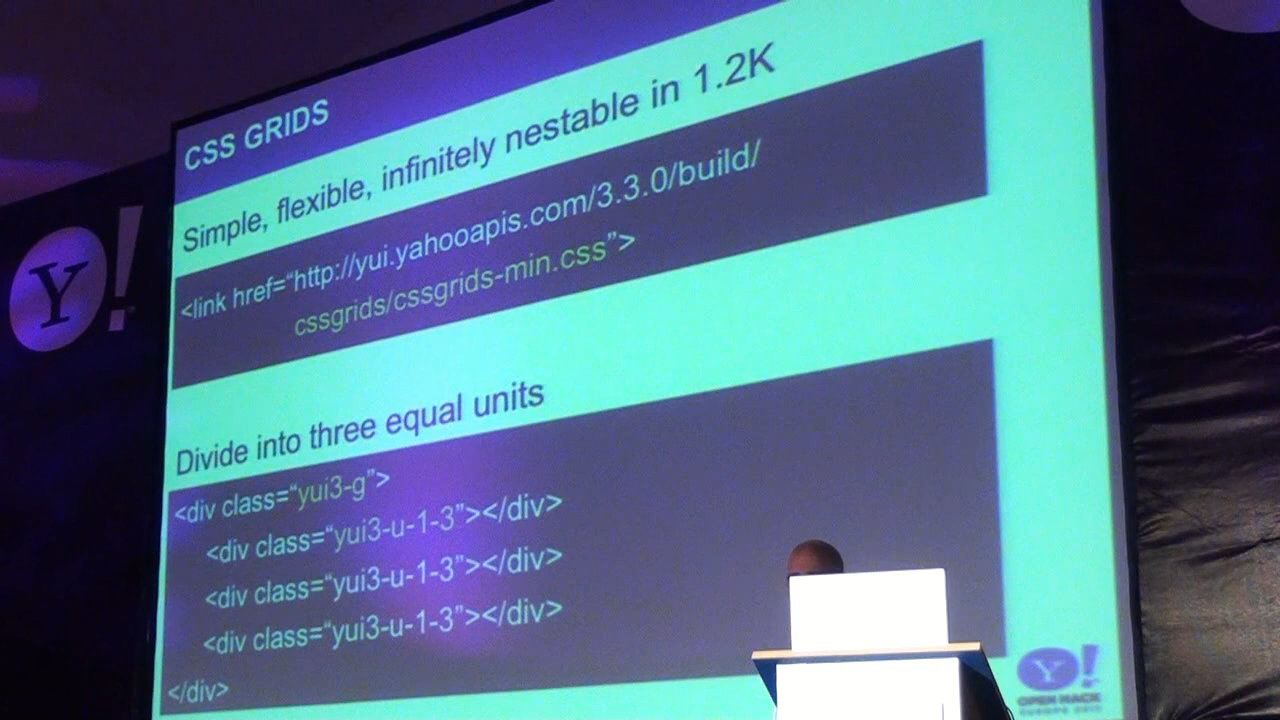 CSS GRIDS
Simple, flexible, infinitely nestable in 1.2K
<link href=“http://yui.yahooapis.com/3.3.0/build/
cssgrids/cssgrids-min.css”>
Divide into three equal units
<div class=“yui3-g”>
<div class=“yui3-u-1-3”></div>
<div class=“yui3-u-1-3”></div>
<div class=“yui3-u-1-3”></div>
</div>
Y!
Y!
OPEN HACK